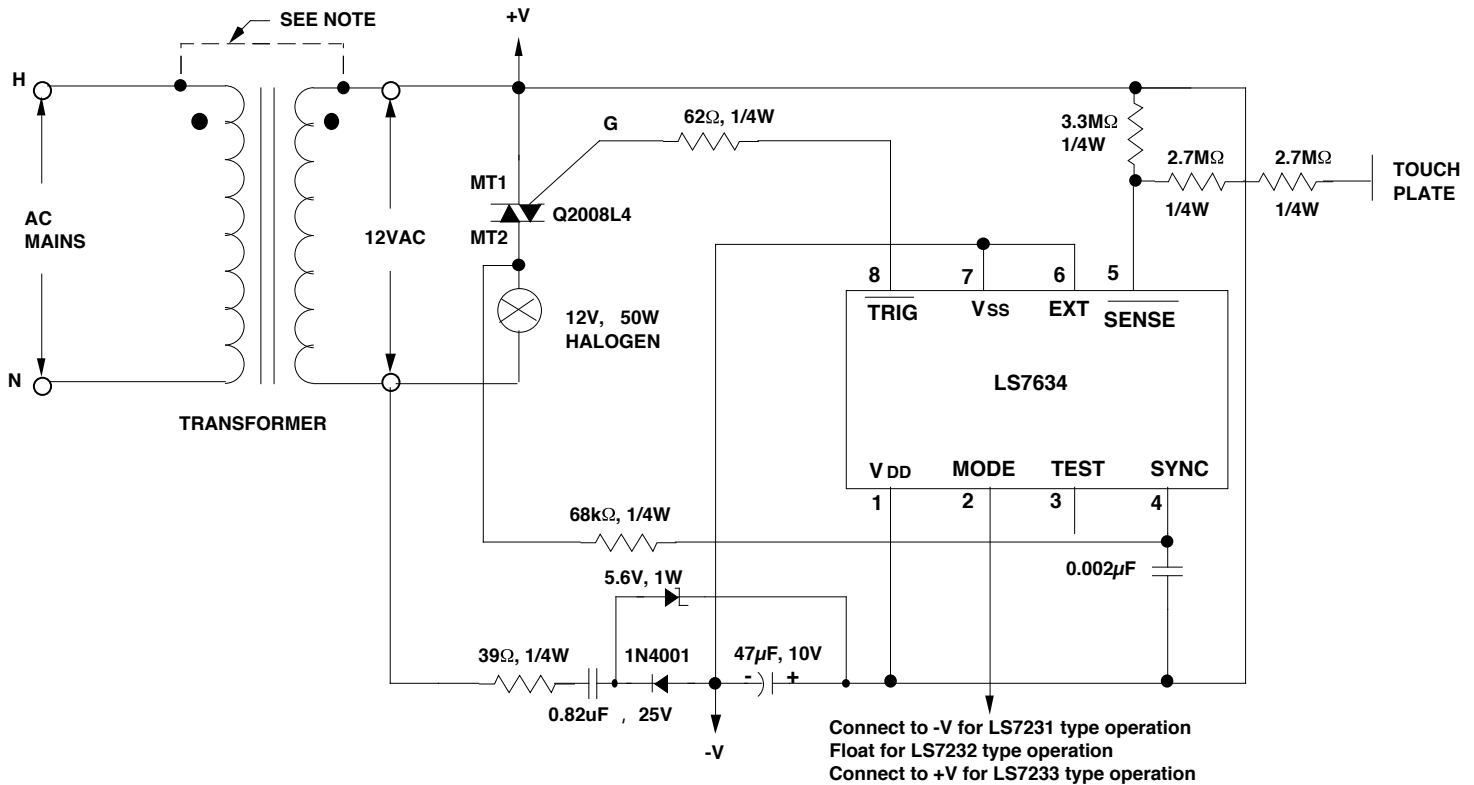 SEE NOTE
+V
H
G
62Ω, 1/4W
3.3MΩ
1/4W
2.7MΩ
2.7MΩ
1/4W
1/4W
TOUCH
PLATE
MT1
Q2008L4
MT2
AC
MAINS
12VAC
12V, 50W
HALOGEN
8
7
6
5
TRIG
VSS
EXT
SENSE
LS7634
N
TRANSFORMER
VDD
MODE
TEST
SYNC
1
2
3
4
68kΩ, 1/4W
0.002µF
5.6V, 1W
39Ω, 1/4W
1N4001
47µF, 10V
-
+
0.82uF , 25V
-V
Connect to -V for LS7231 type operation
Float for LS7232 type operation
Connect to +V for LS7233 type operation